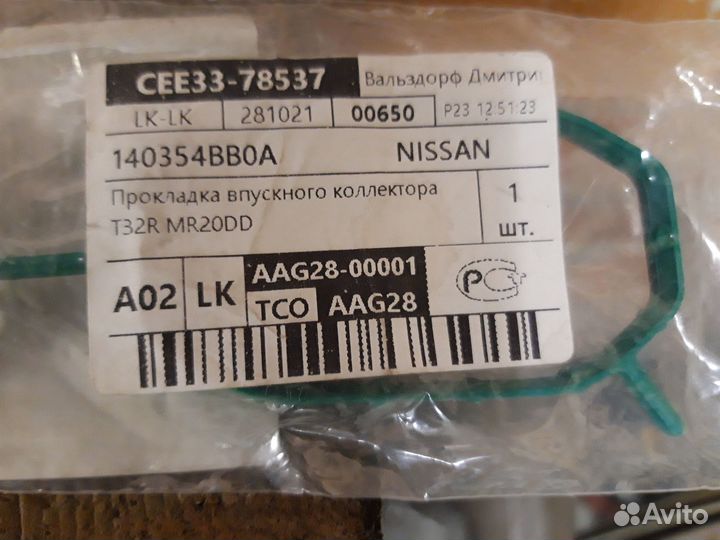 CEE33-78537 Вальздорф Дмитри
LK-LK 281021 00650 P23 12:51:23
140354BB0A NISSAN
Прокладка впускного коллектора
T32R MR20DD
1
шт.
A02 LK AAG28-00001
TCO AAG28
Avito